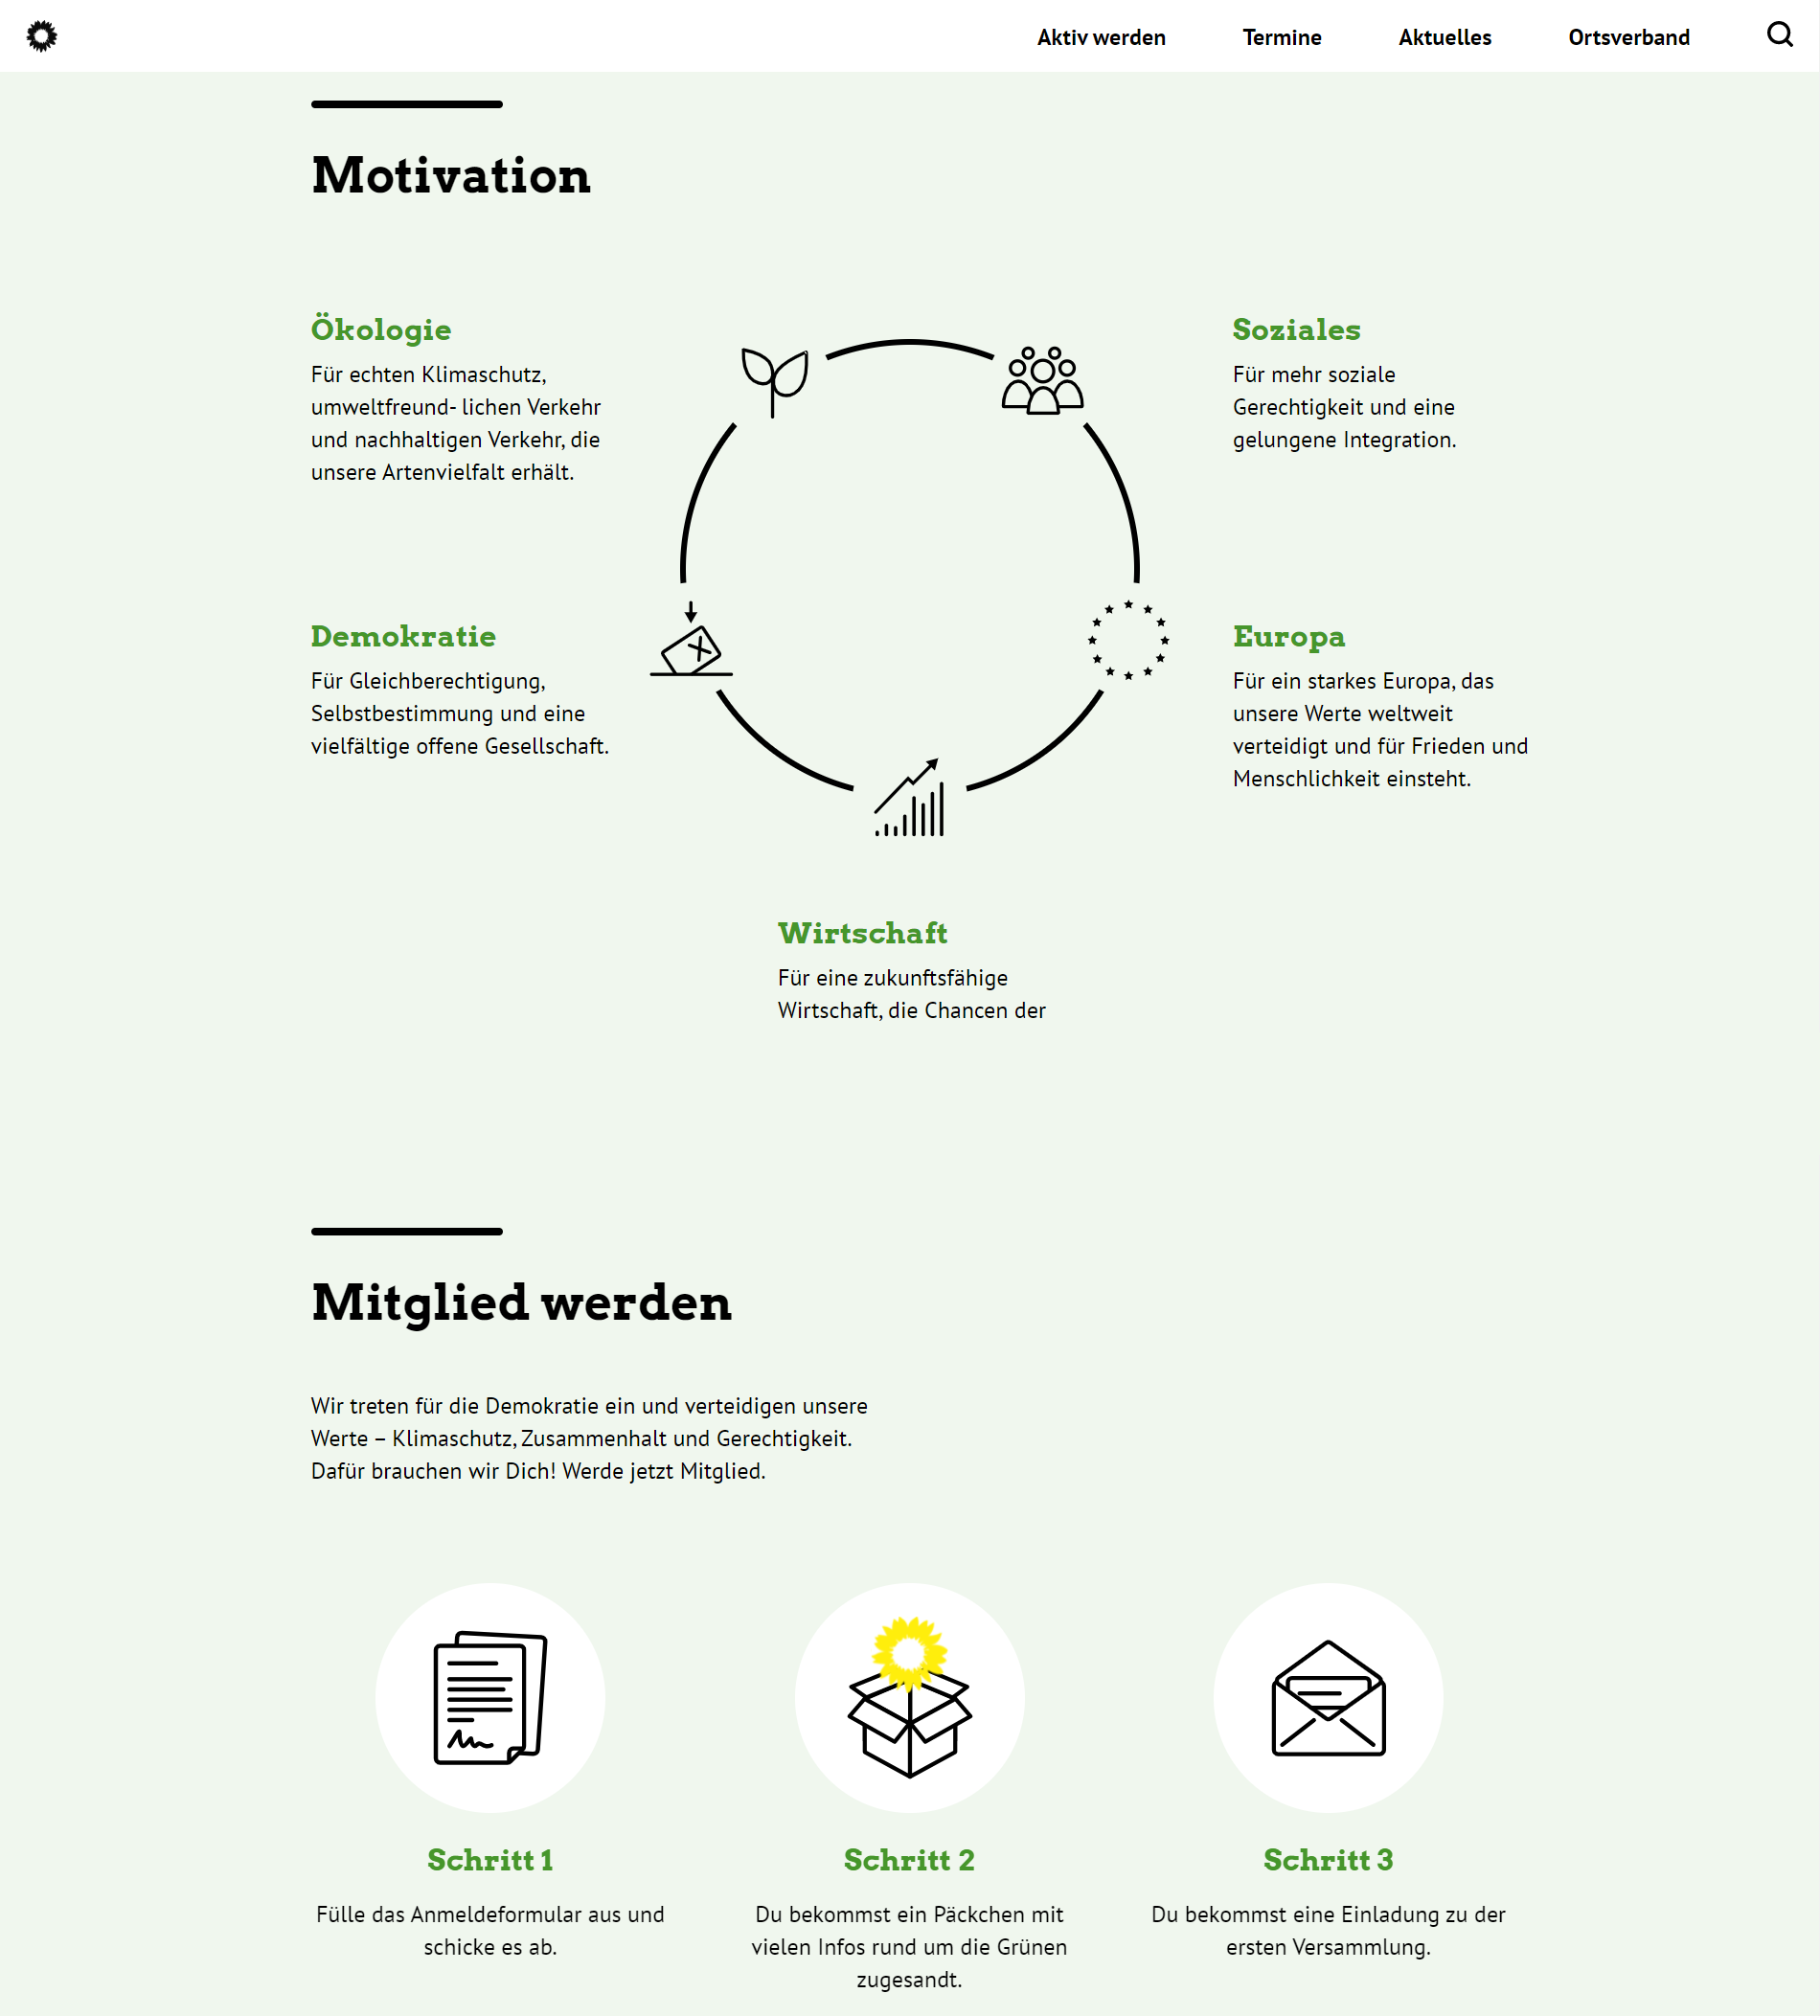 Aktiv werden
Termine
Aktuelles
Ortsverband
Motivation
Ökologie
Für echten Klimaschutz,
umweltfreund- lichen Verkehr
und nachhaltigen Verkehr, die
unsere Artenvielfalt erhält.
Soziales
Für mehr soziale
Gerechtigkeit und eine
gelungene Integration.
Demokratie
Für Gleichberechtigung,
Selbstbestimmung und eine
vielfältige offene Gesellschaft.
Europa
Für ein starkes Europa, das
unsere Werte weltweit
verteidigt und für Frieden und
Menschlichkeit einsteht.
Wirtschaft
Für eine zukunftsfähige
Wirtschaft, die Chancen der
Mitglied werden
Wir treten für die Demokratie ein und verteidigen unsere
Werte – Klimaschutz, Zusammenhalt und Gerechtigkeit.
Dafür brauchen wir Dich! Werde jetzt Mitglied.
Schritt 1
Fülle das Anmeldeformular aus und
schicke es ab.
Schritt 2
Du bekommst ein Päckchen mit
vielen Infos rund um die Grünen
zugesandt.
Schritt 3
Du bekommst eine Einladung zu der
ersten Versammlung.